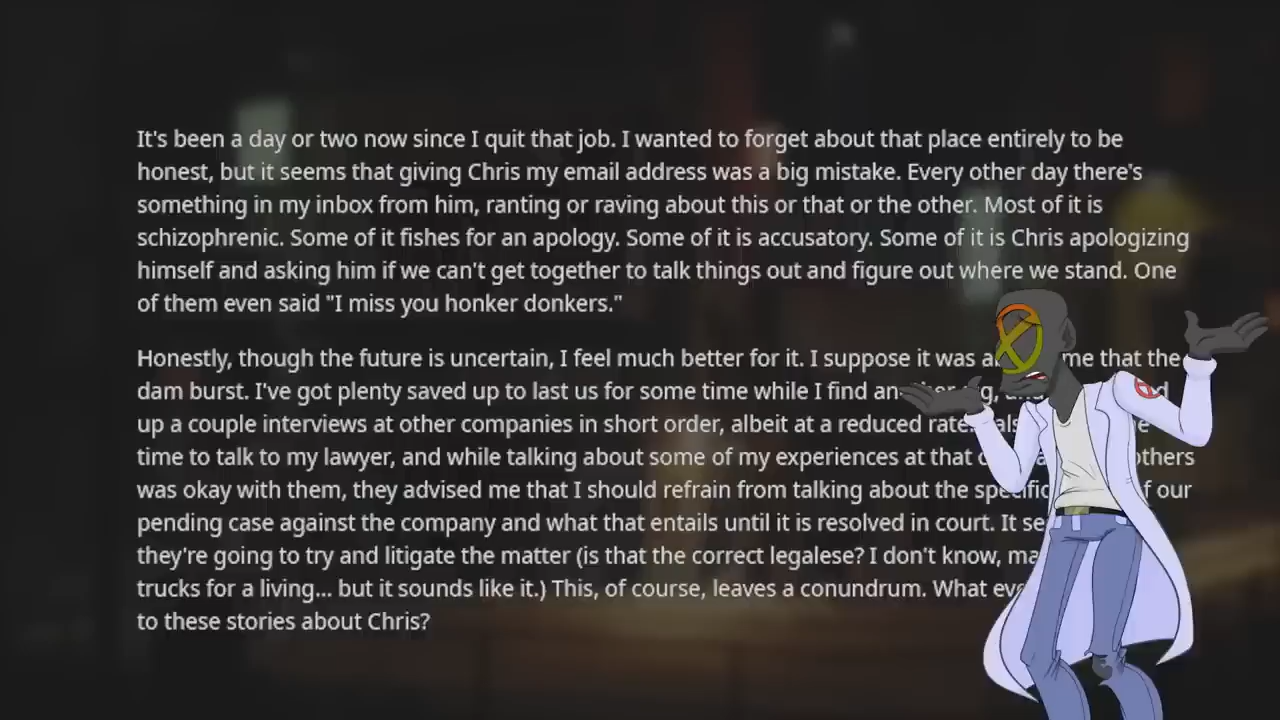 It's been a day or two now since I quit that job. I wanted to forget about that place entirely to be
honest, but it seems that giving Chris my email address was a big mistake. Every other day there's
something in my inbox from him, ranting or raving about this or that or the other. Most of it is
schizophrenic. Some of it fishes for an apology. Some of it is accusatory. Some of it is Chris apologizing
himself and asking him if we can't get together to talk things out and figure out where we stand. One
of them even said "I miss you honker donkers."
Honestly, though the future is uncertain, I feel much better for it. I suppose it was me that the
dam burst. I've got plenty saved up to last us for some time while I find
up a couple interviews at other companies in short order, albeit at a reduced
time to talk to my lawyer, and while talking about some of my experiences at that others
was okay with them, they advised me that I should refrain from talking about the of our
pending case against the company and what that entails until it is resolved in court. It
they're going to try and litigate the matter (is that the correct legalese? I don't know,
trucks for a living... but it sounds like it.) This, of course, leaves a conundrum. What
to these stories about Chris?